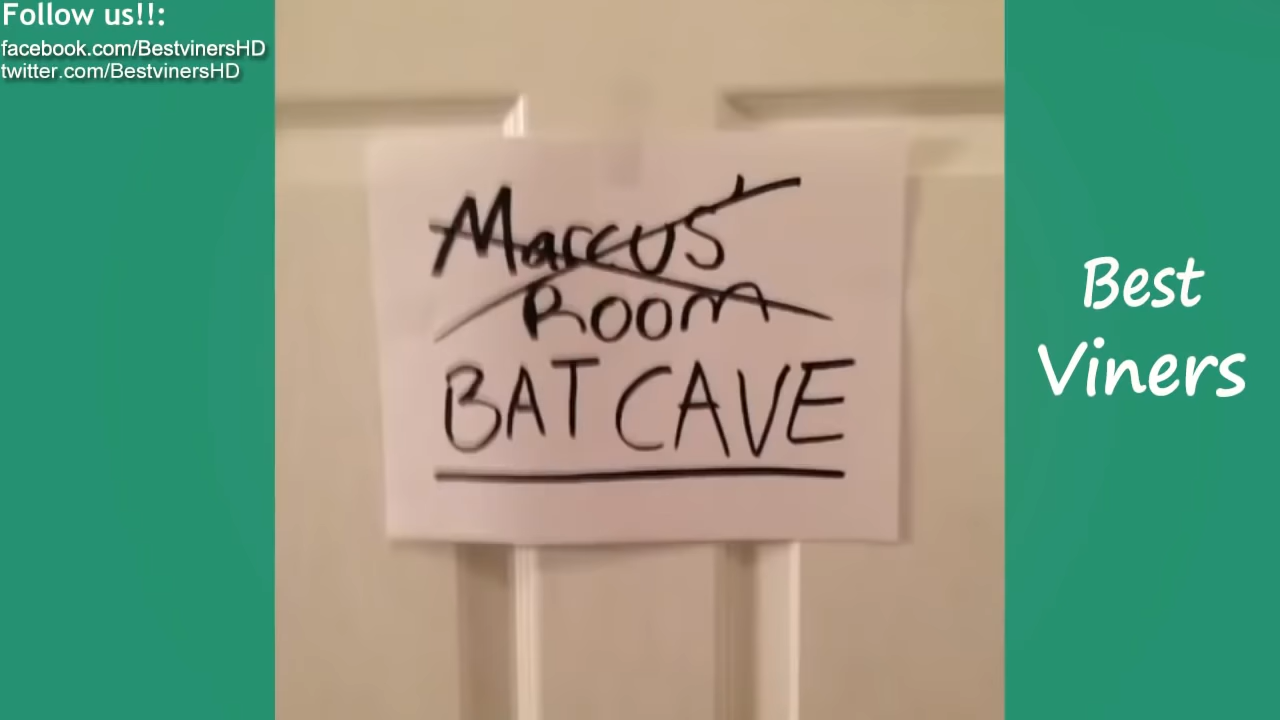 Follow us!!:
facebook.com/BestvinersHD
twitter.com/BestvinersHD
Marcus'
Room
BAT CAVE
Best
Viners